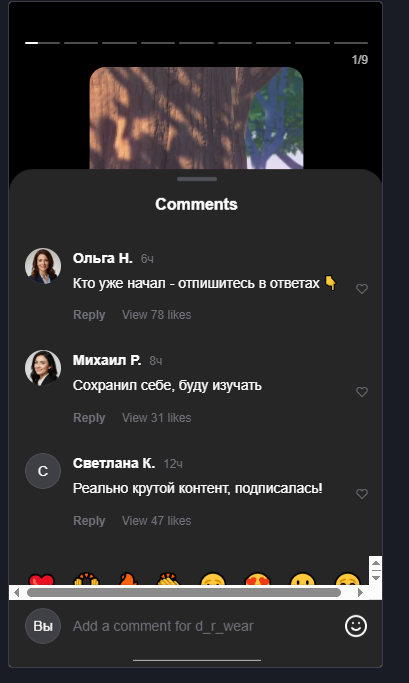 1/9
Comments
Ольга Н. 6ч
Кто уже начал - отпишитесь в ответах 👇
Reply View 78 likes
Михаил Р. 8ч
Сохранил себе, буду изучать
Reply View 31 likes
С
Светлана К. 12ч
Реально крутой контент, подписалась!
Reply View 47 likes
Вы
Add a comment for d_r_wear